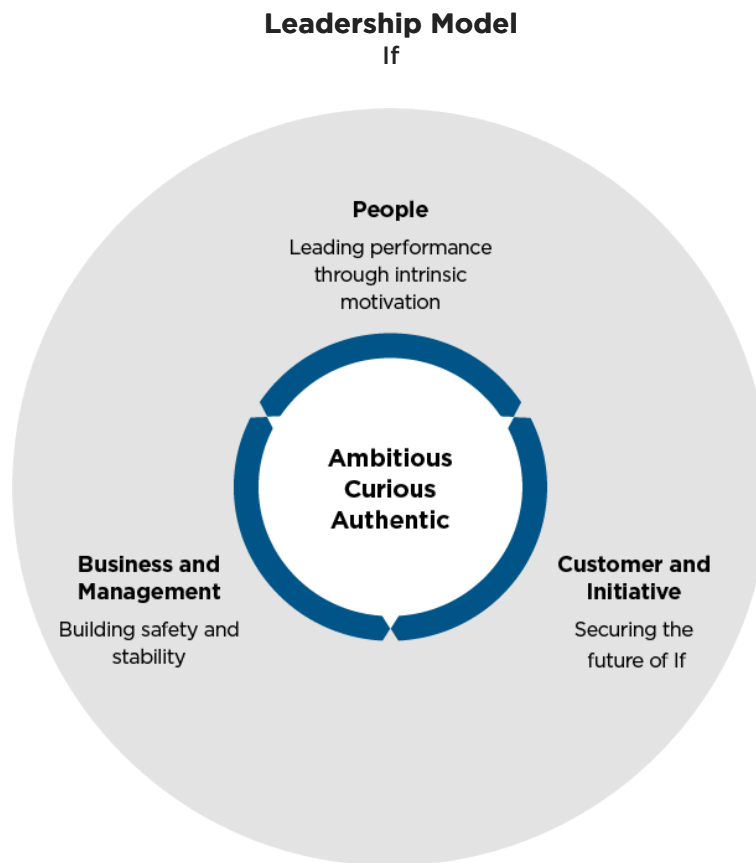 Leadership Model
If
People
Leading performance
through intrinsic
motivation
Ambitious
Curious
Authentic
Business and
Management
Building safety and
stability
Customer and
Initiative
Securing the
future of If